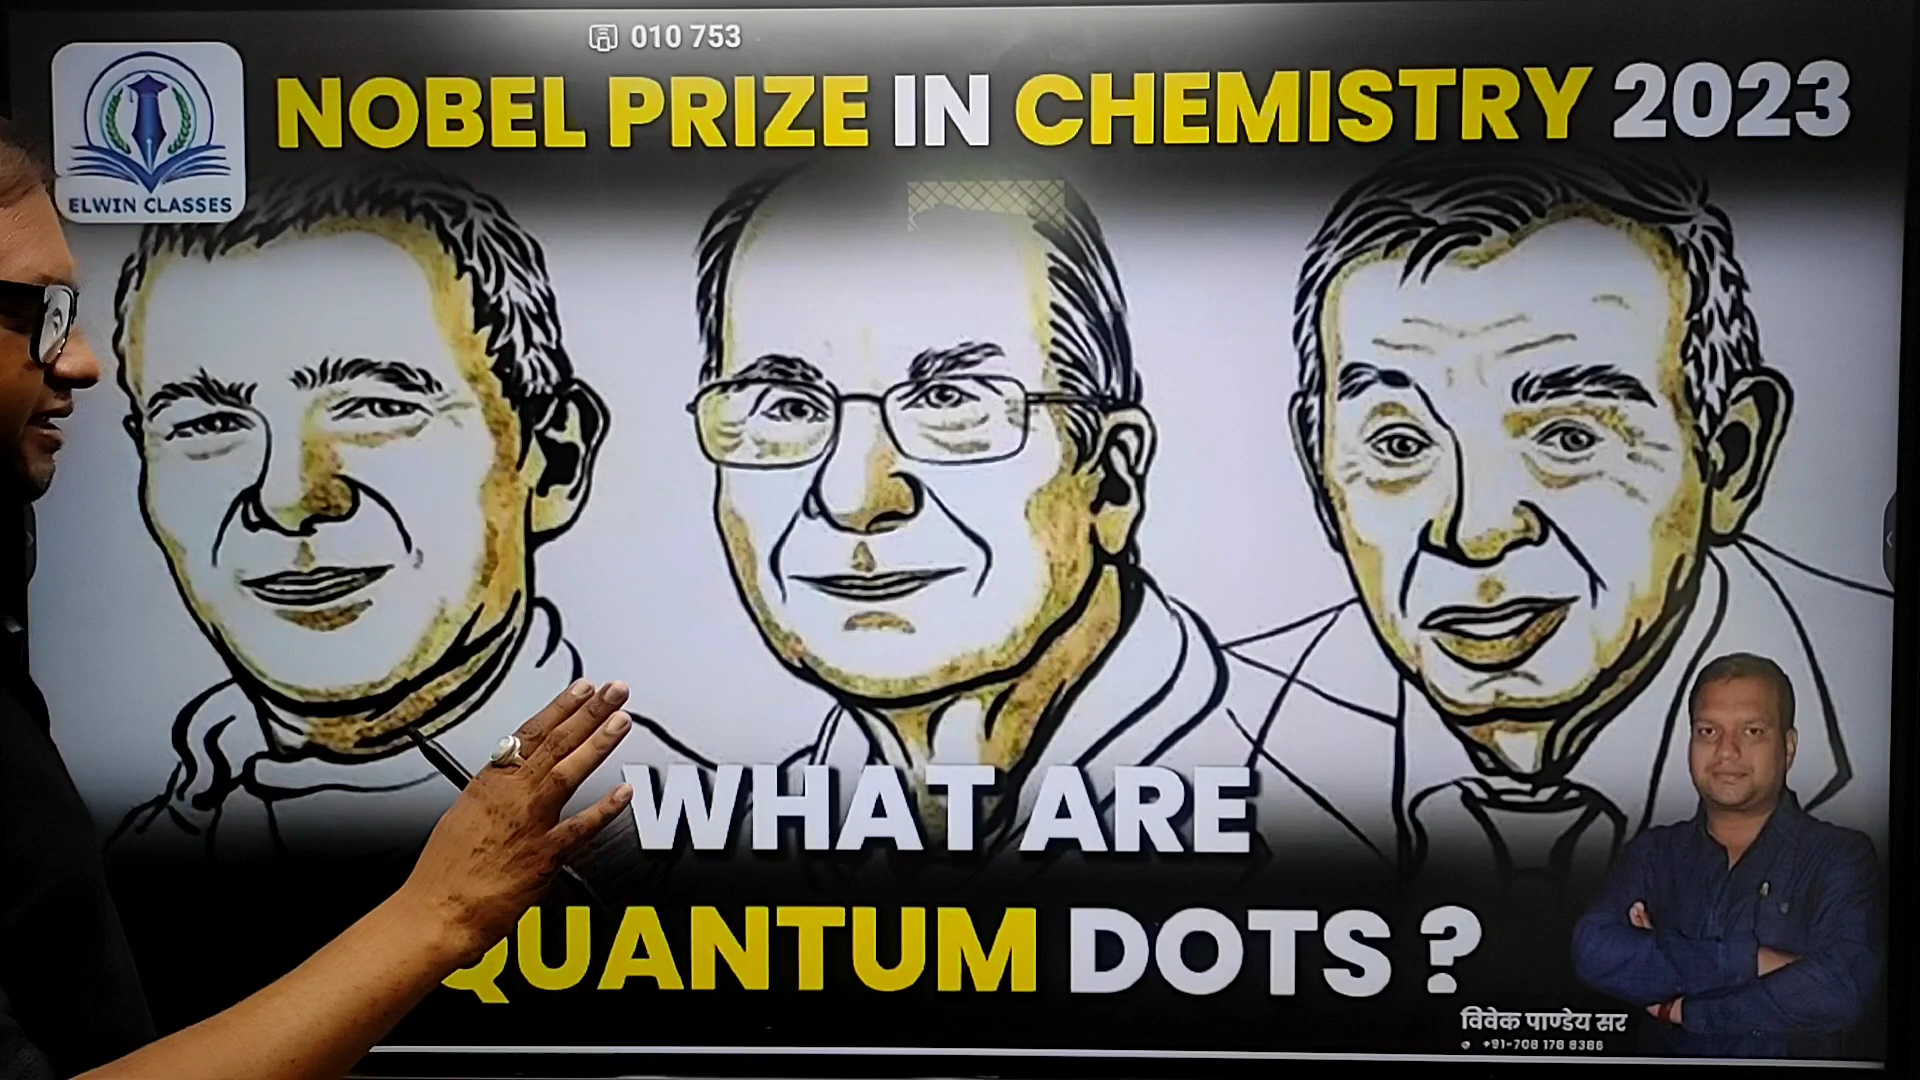 010 753
NOBEL PRIZE IN CHEMISTRY 2023
ELWIN CLASSES
WHAT ARE
QUANTUM DOTS ?
विवेक पाण्डेय सर
+91-708 178 8386